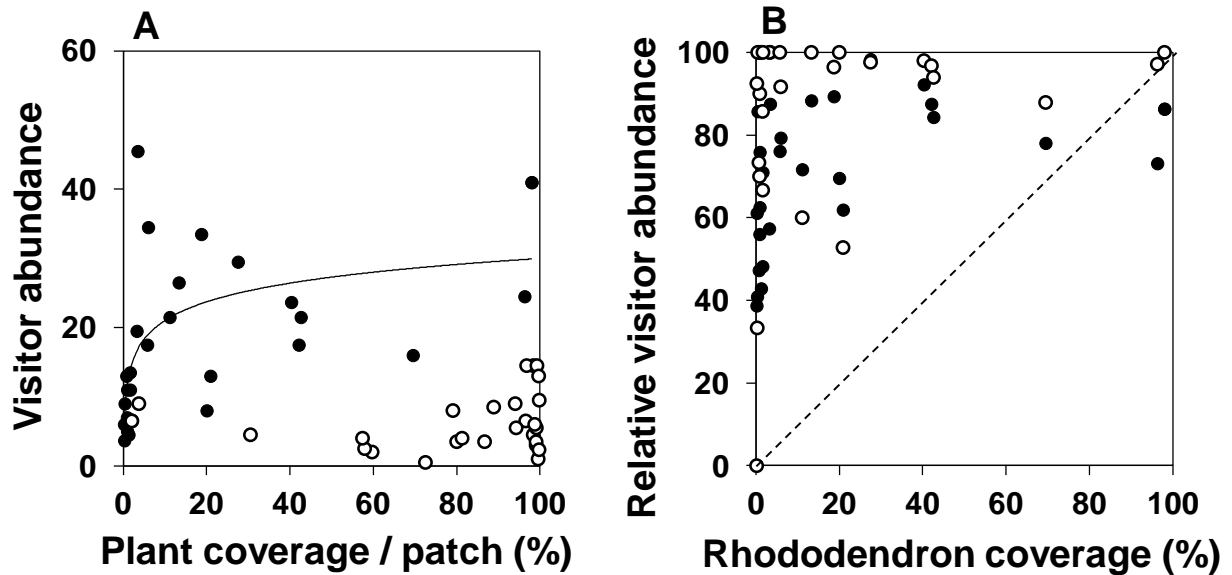 A
Visitor abundance
60
40
20
0
0 20 40 60 80 100
Plant coverage / patch (%)
B
Relative visitor abundance
100
80
60
40
20
0
0 20 40 60 80 100
Rhododendron coverage (%)